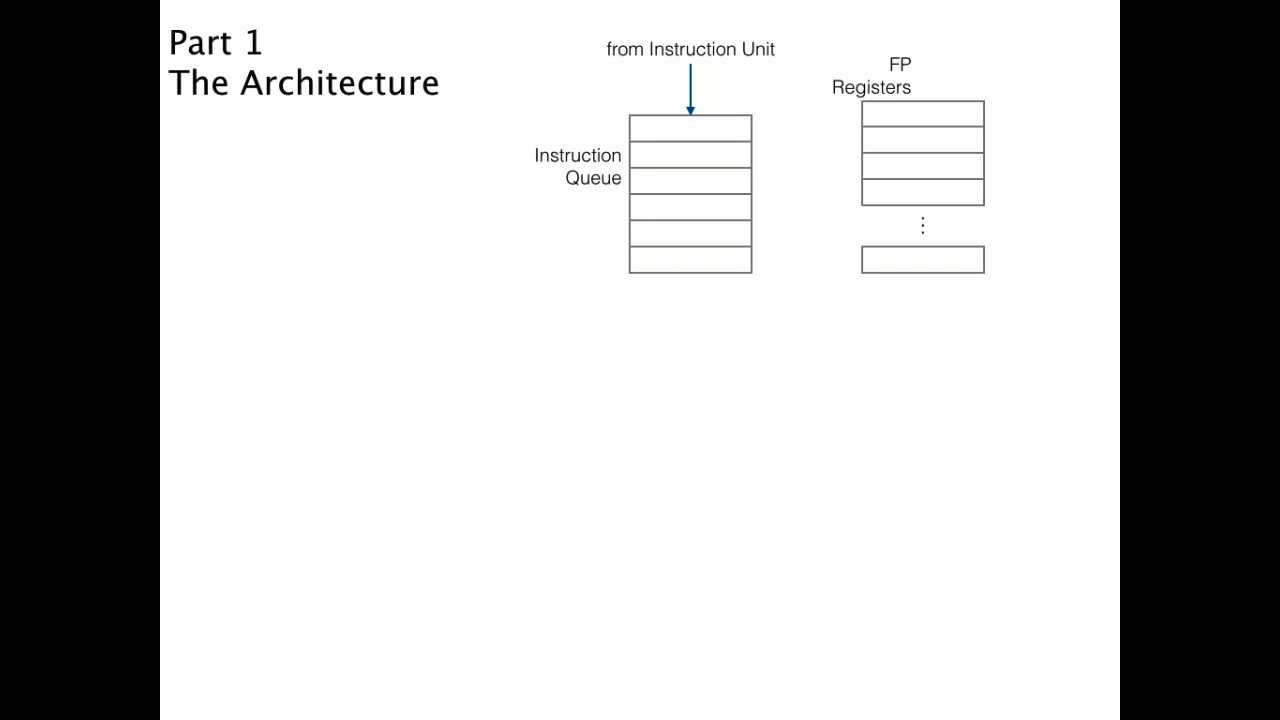 Part 1
The Architecture
from Instruction Unit
FP
Registers
Instruction
Queue